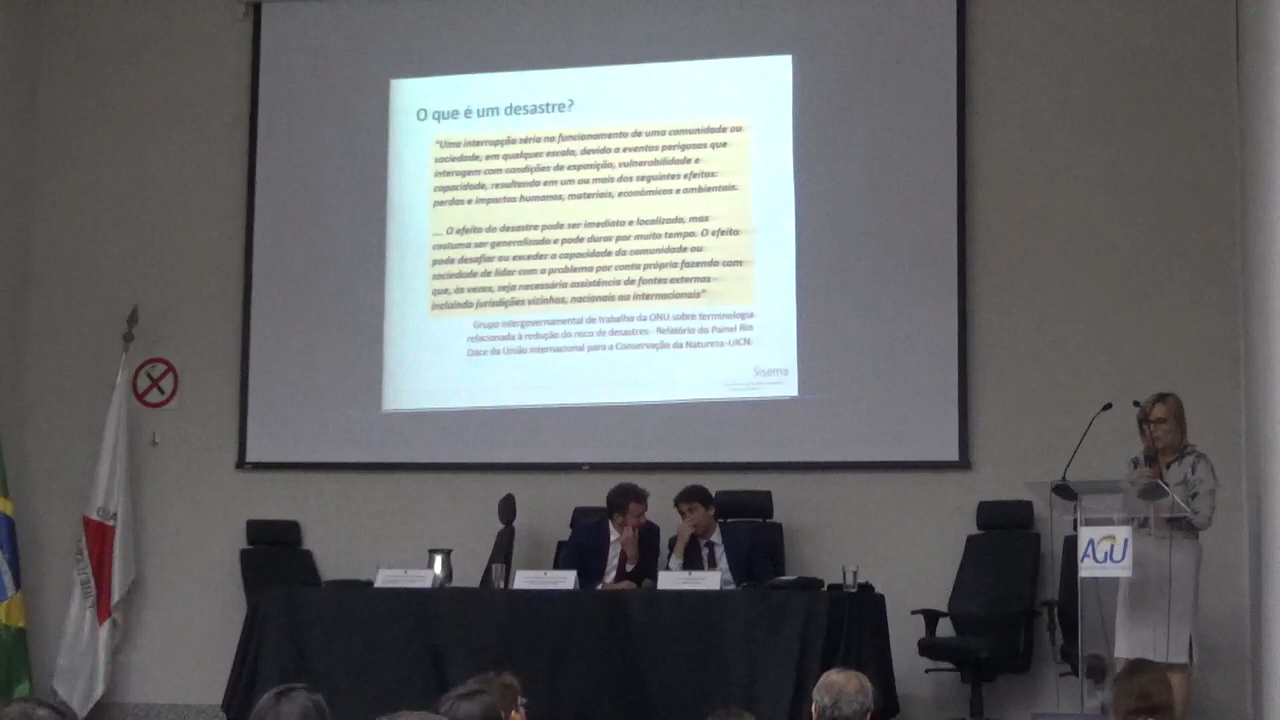 O que é um desastre?
"Uma interrupção séria no funcionamento de uma comunidade ou
sociedade, em qualquer escala, devido a eventos perigosos que
interagem com condições de exposição, vulnerabilidade e
capacidade, resultando em um ou mais dos seguintes efeitos:
perdas e impactos humanos, materiais, econômicos e ambientais.
.... O efeito do desastre pode ser imediato e localizado, mas
costuma ser generalizado e pode durar por muito tempo. O efeito
pode desafiar ou exceder a capacidade da comunidade ou
sociedade de lidar com o problema por conta própria fazendo com
que, às vezes, seja necessária assistência de fontes externas -
incluindo jurisdições vizinhas, nacionais ou internacionais"
Grupo intergovernamental de trabalho da ONU sobre terminologia
relacionada à redução do risco de desastres- Relatório do Painel Rio
Doce da União Internacional para a Conservação da Natureza -UICN.
Sisema
AGU